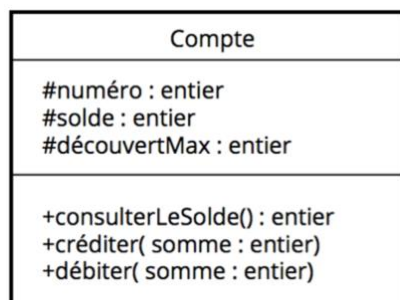 Compte
#numéro : entier
#solde : entier
#découvertMax : entier
+consulterLeSolde() : entier
+créditer( somme : entier)
+débiter( somme : entier)